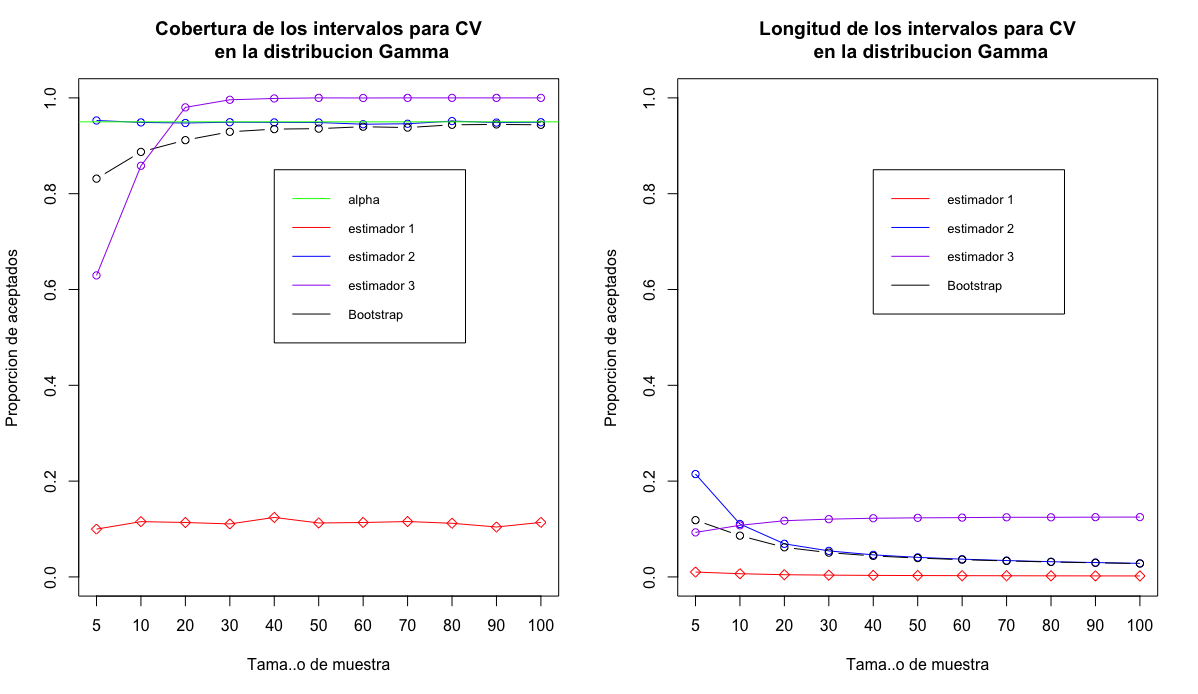 Cobertura de los intervalos para CV
en la distribucion Gamma
Proporcion de aceptados
1.0
0.8
0.6
0.4
0.2
0.0
alpha
estimador 1
estimador 2
estimador 3
Bootstrap
5 10 20 30 40 50 60 70 80 90 100
Tama..o de muestra
Longitud de los intervalos para CV
en la distribucion Gamma
Proporcion de aceptados
1.0
0.8
0.6
0.4
0.2
0.0
estimador 1
estimador 2
estimador 3
Bootstrap
5 10 20 30 40 50 60 70 80 90 100
Tama..o de muestra